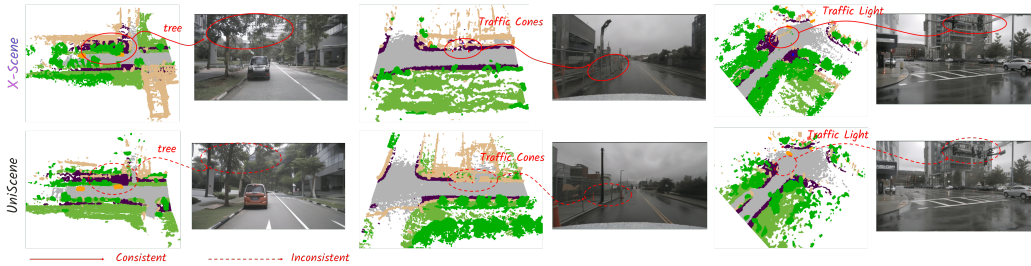 X-Scene
tree
Traffic Cones
Traffic Light
UniScene
tree
Traffic Cones
Traffic Light
Consistent
Inconsistent